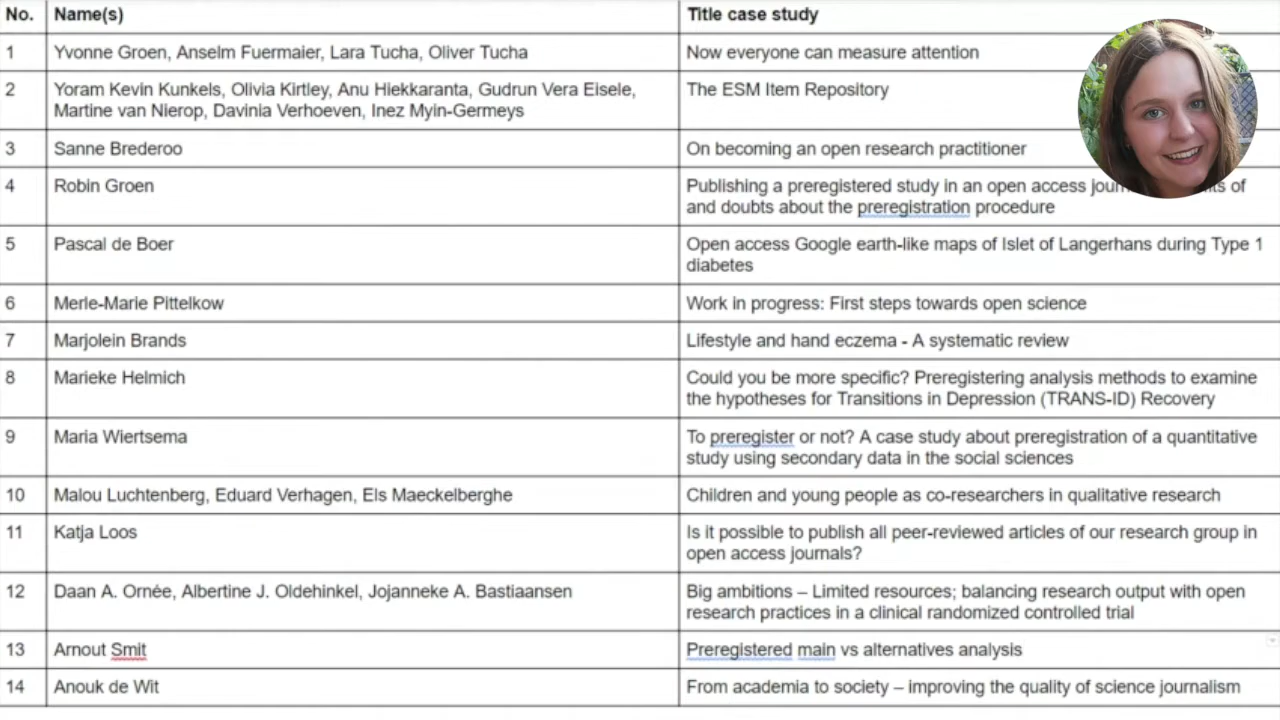 No. Name(s) Title case study
1 Yvonne Groen, Anselm Fuermaier, Lara Tucha, Oliver Tucha Now everyone can measure attention
2 Yoram Kevin Kunkels, Olivia Kirtley, Anu Hiekkaranta, Gudrun Vera Eisele, The ESM Item Repository
Martine van Nierop, Davinia Verhoeven, Inez Myin-Germeys
3 Sanne Brederoo On becoming an open research practitioner
4 Robin Groen Publishing a preregistered study in an open access of
and doubts about the preregistration procedure
5 Pascal de Boer Open access Google earth-like maps of Islet of Langerhans during Type 1
diabetes
6 Merle-Marie Pittelkow Work in progress: First steps towards open science
7 Marjolein Brands Lifestyle and hand eczema - A systematic review
8 Marieke Helmich Could you be more specific? Preregistering analysis methods to examine
the hypotheses for Transitions in Depression (TRANS-ID) Recovery
9 Maria Wiertsema To preregister or not? A case study about preregistration of a quantitative
study using secondary data in the social sciences
10 Malou Luchtenberg, Eduard Verhagen, Els Maeckelberghe Children and young people as co-researchers in qualitative research
11 Katja Loos Is it possible to publish all peer-reviewed articles of our research group in
open access journals?
12 Daan A. Ornée, Albertine J. Oldehinkel, Jojanneke A. Bastiaansen Big ambitions – Limited resources; balancing research output with open
research practices in a clinical randomized controlled trial
13 Arnout Smit Preregistered main vs alternatives analysis
14 Anouk de Wit From academia to society – improving the quality of science journalism